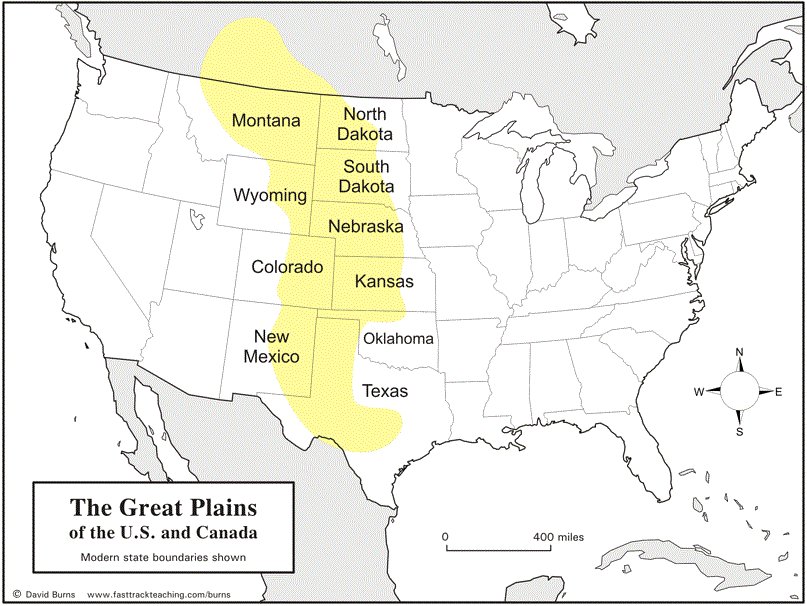 Montana
North
Dakota
South
Dakota
Wyoming
Nebraska
Colorado
Kansas
New
Mexico
Oklahoma
Texas
N
W E
S
The Great Plains
of the U.S. and Canada
Modern state boundaries shown
0 400 miles
© David Burns www.fasttrackteaching.com/burns